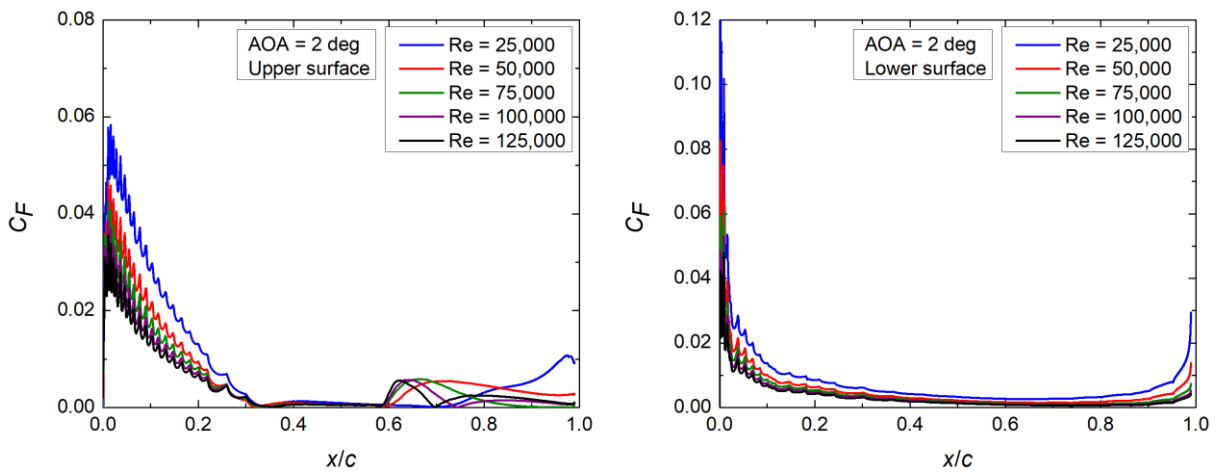 0.08
0.06
0.04
0.02
0.00
C_F
AOA = 2 deg
Upper surface
Re = 25,000
Re = 50,000
Re = 75,000
Re = 100,000
Re = 125,000
0.0 0.2 0.4 0.6 0.8 1.0
x/c
0.12
0.10
0.08
0.06
0.04
0.02
0.00
C_F
AOA = 2 deg
Lower surface
Re = 25,000
Re = 50,000
Re = 75,000
Re = 100,000
Re = 125,000
0.0 0.2 0.4 0.6 0.8 1.0
x/c